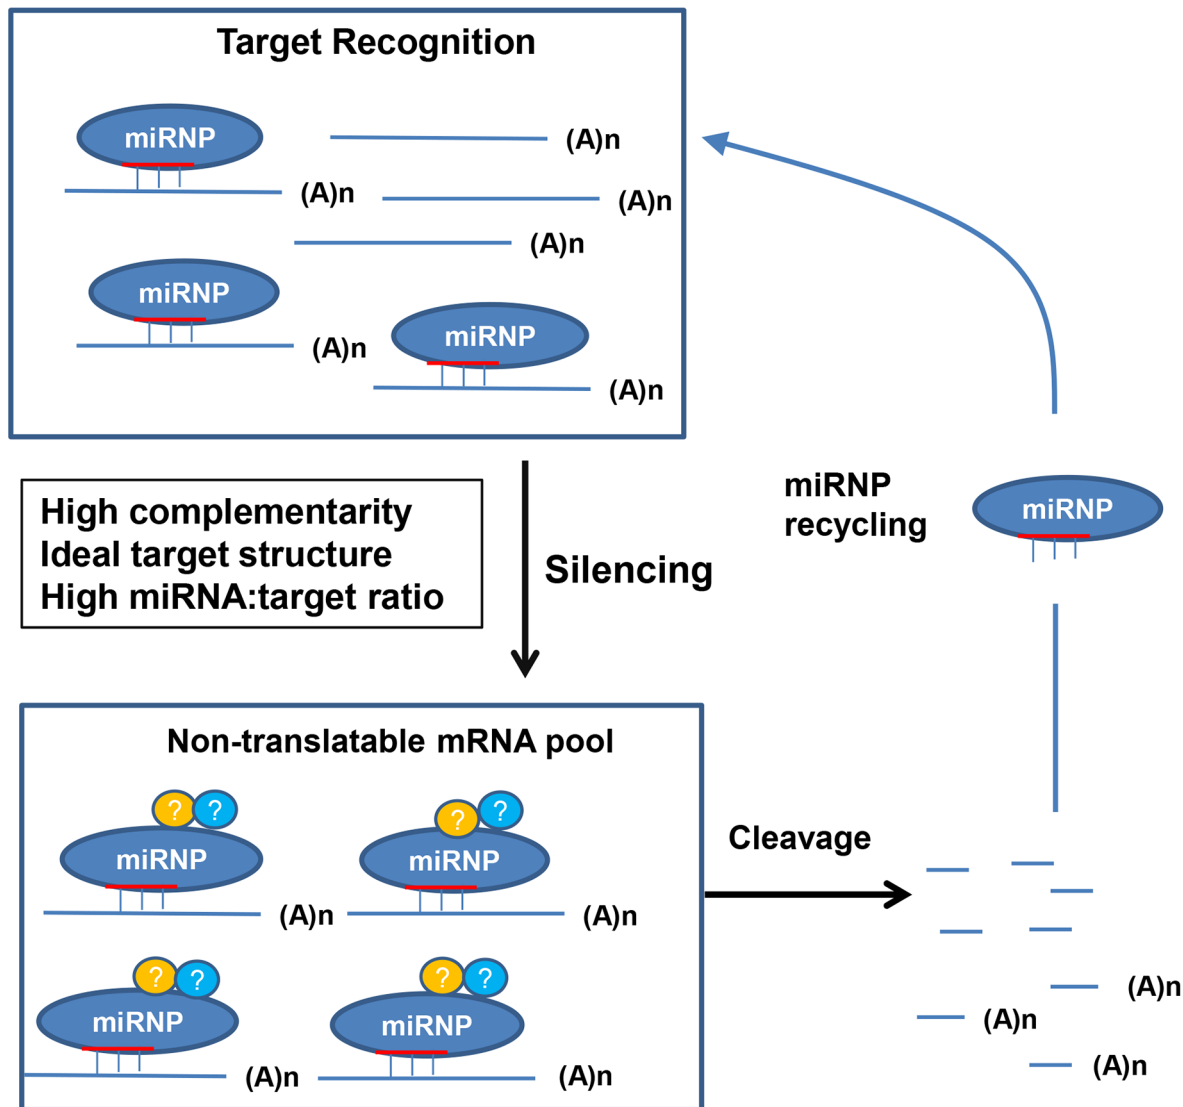 Target Recognition
miRNP
(A)n
(A)n
(A)n
(A)n
miRNP
(A)n
miRNP
(A)n
High complementarity
Ideal target structure
High miRNA:target ratio
Silencing
miRNP
recycling
miRNP
Non-translatable mRNA pool
? ?
miRNP
(A)n
? ?
miRNP
(A)n
? ?
miRNP
(A)n
? ?
miRNP
(A)n
Cleavage
(A)n
(A)n
(A)n